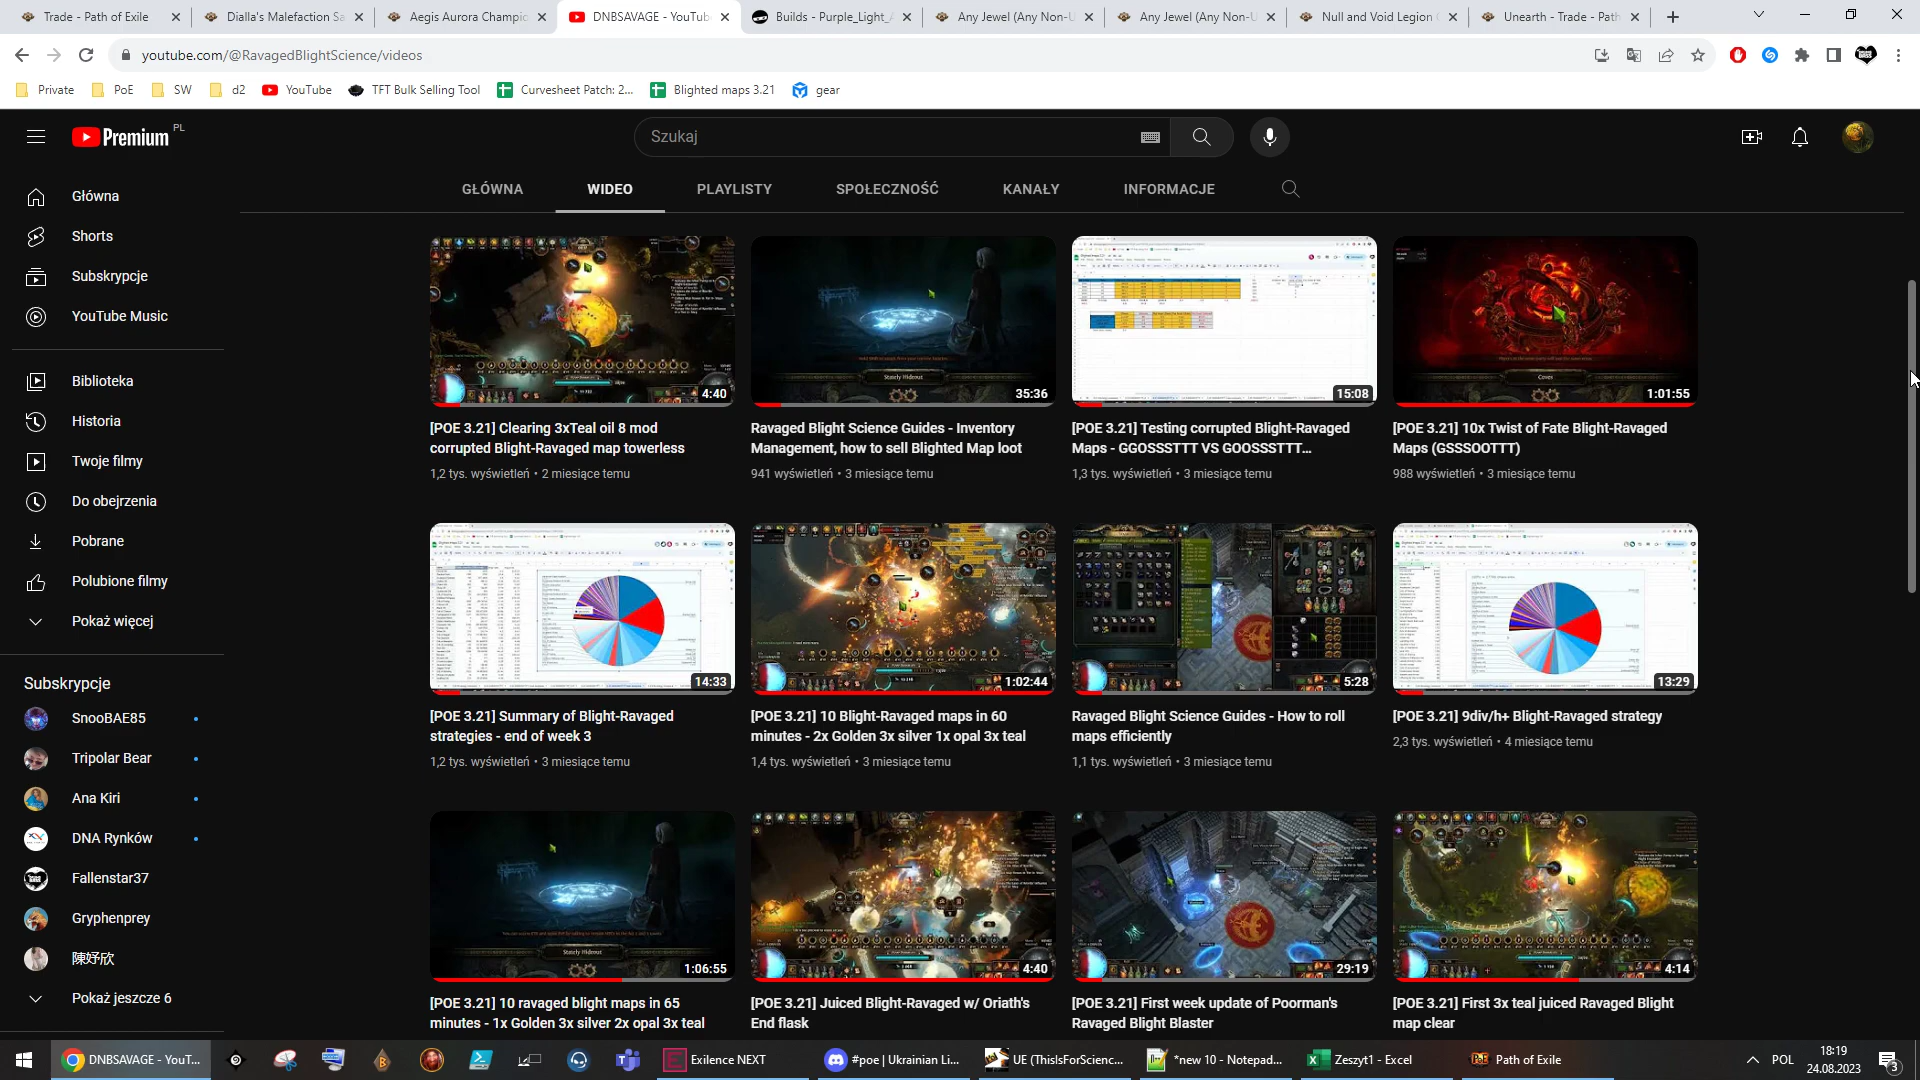 Trade - Path of Exile
Dialla's Malefaction Sa
Aegis Aurora Champic
DNBSAVAGE - YouTub
Builds - Purple_Light_
Any Jewel (Any Non-U
Any Jewel (Any Non-U
Null and Void Legion
Unearth - Trade - Path
youtube.com/@RavagedBlightScience/videos
Private
PoE
SW
d2
YouTube
TFT Bulk Selling Tool
Curvesheet Patch: 2...
Blighted maps 3.21
gear
Premium PL
Szukaj
GŁÓWNA
WIDEO
PLAYLISTY
SPOŁECZNOŚĆ
KANAŁY
INFORMACJE
Główna
Shorts
Subskrypcje
YouTube Music
Biblioteka
Historia
Twoje filmy
Do obejrzenia
Pobrane
Polubione filmy
Pokaż więcej
Subskrypcje
SnooBAE85
Tripolar Bear
Ana Kiri
DNA Rynków
Fallenstar37
Gryphenprey
陳妤欣
Pokaż jeszcze 6
4:40
35:36
15:08
1:01:55
[POE 3.21] Clearing 3xTeal oil 8 mod
corrupted Blight-Ravaged map towerless
1,2 tys. wyświetleń • 2 miesiące temu
Ravaged Blight Science Guides - Inventory
Management, how to sell Blighted Map loot
941 wyświetleń • 3 miesiące temu
[POE 3.21] Testing corrupted Blight-Ravaged
Maps - GGOSSSTTT VS GOOSSSTTT...
1,3 tys. wyświetleń • 3 miesiące temu
[POE 3.21] 10x Twist of Fate Blight-Ravaged
Maps (GSSSOOTTT)
988 wyświetleń • 3 miesiące temu
14:33
1:02:44
5:28
13:29
[POE 3.21] Summary of Blight-Ravaged
strategies - end of week 3
1,2 tys. wyświetleń • 3 miesiące temu
[POE 3.21] 10 Blight-Ravaged maps in 60
minutes - 2x Golden 3x silver 1x opal 3x teal
1,4 tys. wyświetleń • 3 miesiące temu
Ravaged Blight Science Guides - How to roll
maps efficiently
1,1 tys. wyświetleń • 3 miesiące temu
[POE 3.21] 9div/h+ Blight-Ravaged strategy
2,3 tys. wyświetleń • 4 miesiące temu
Stately Hideout
1:06:55
4:40
29:19
4:14
[POE 3.21] 10 ravaged blight maps in 65
minutes - 1x Golden 3x silver 2x opal 3x teal
[POE 3.21] Juiced Blight-Ravaged w/ Oriath's
End flask
[POE 3.21] First week update of Poorman's
Ravaged Blight Blaster
[POE 3.21] First 3x teal juiced Ravaged Blight
map clear
DNBSAVAGE - YouT...
Exilence NEXT
#poe | Ukrainian Li...
UE (ThisIsForScienc...
*new 10 - Notepad...
Zeszyt1 - Excel
Path of Exile
POL
18:19
24.08.2023
3